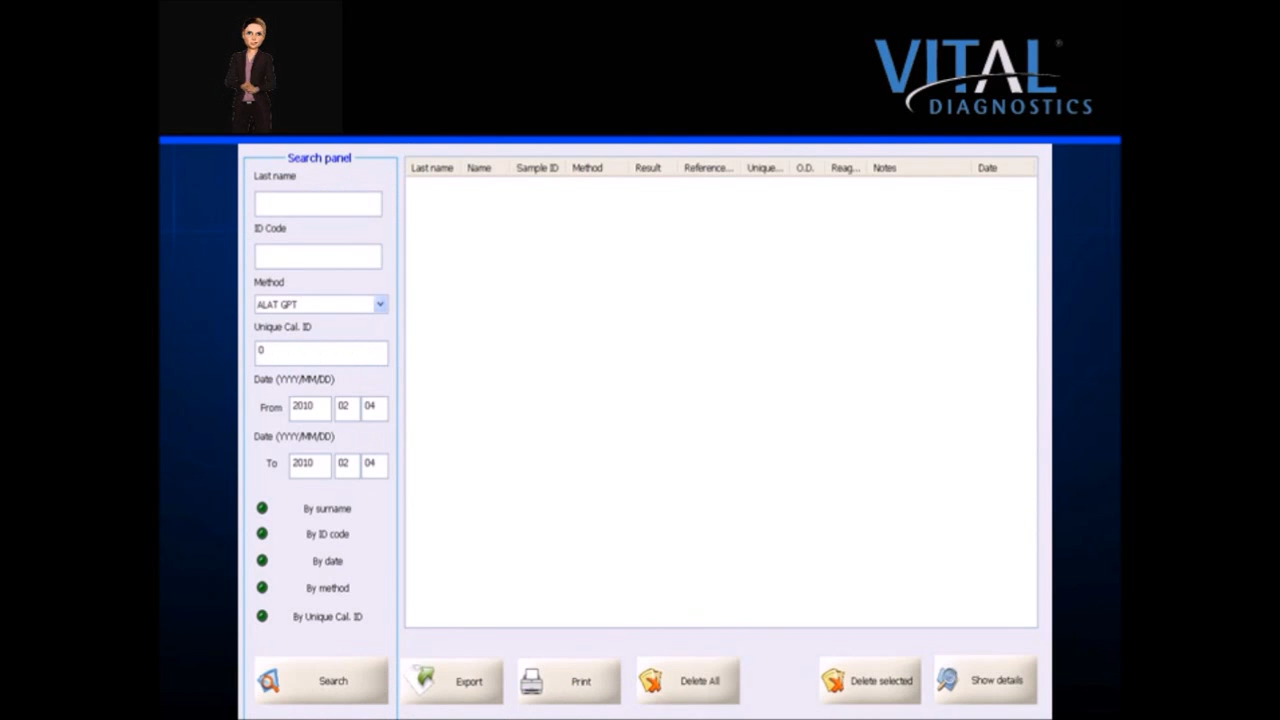 VITAL®
DIAGNOSTICS
Search panel
Last name
ID Code
Method
ALAT GPT
Unique Cal. ID
0
Date (YYYY/MM/DD)
From 2010 02 04
Date (YYYY/MM/DD)
To 2010 02 04
By surname
By ID code
By date
By method
By Unique Cal. ID
Search
Last name Name Sample ID Method Result Reference... Unique... O.D. Reag... Notes Date
Export Print Delete All Delete selected Show details